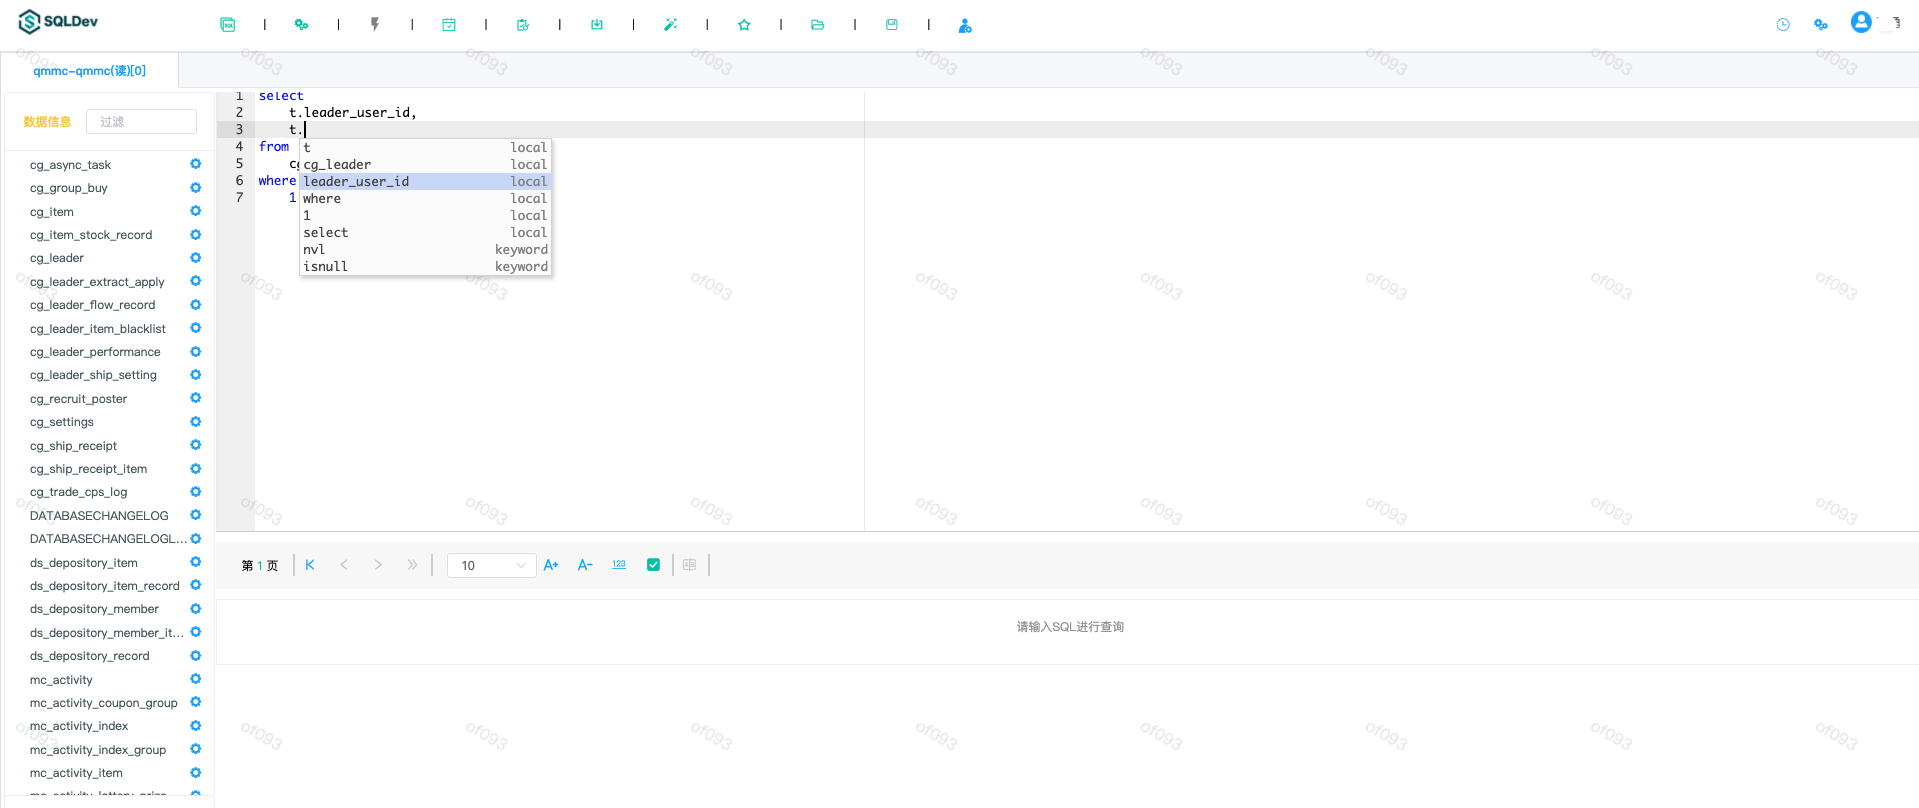 SQLDev
qmmc-qmmc(读)[0]
数据信息
过滤
cg_async_task
cg_group_buy
cg_item
cg_item_stock_record
cg_leader
cg_leader_extract_apply
cg_leader_flow_record
cg_leader_item_blacklist
cg_leader_performance
cg_leader_ship_setting
cg_recruit_poster
cg_settings
cg_ship_receipt
cg_ship_receipt_item
cg_trade_cps_log
DATABASECHANGELOG
DATABASECHANGELOGL...
ds_depository_item
ds_depository_item_record
ds_depository_member
ds_depository_member_it...
ds_depository_record
mc_activity
mc_activity_coupon_group
mc_activity_index
mc_activity_index_group
mc_activity_item
1 select
2 t.leader_user_id,
3 t.
4 from
5 cg
6 where
7 1
t local
cg_leader local
leader_user_id local
where local
1 local
select local
nvl keyword
isnull keyword
第 1 页
10
A+
A-
123
请输入SQL进行查询
of093